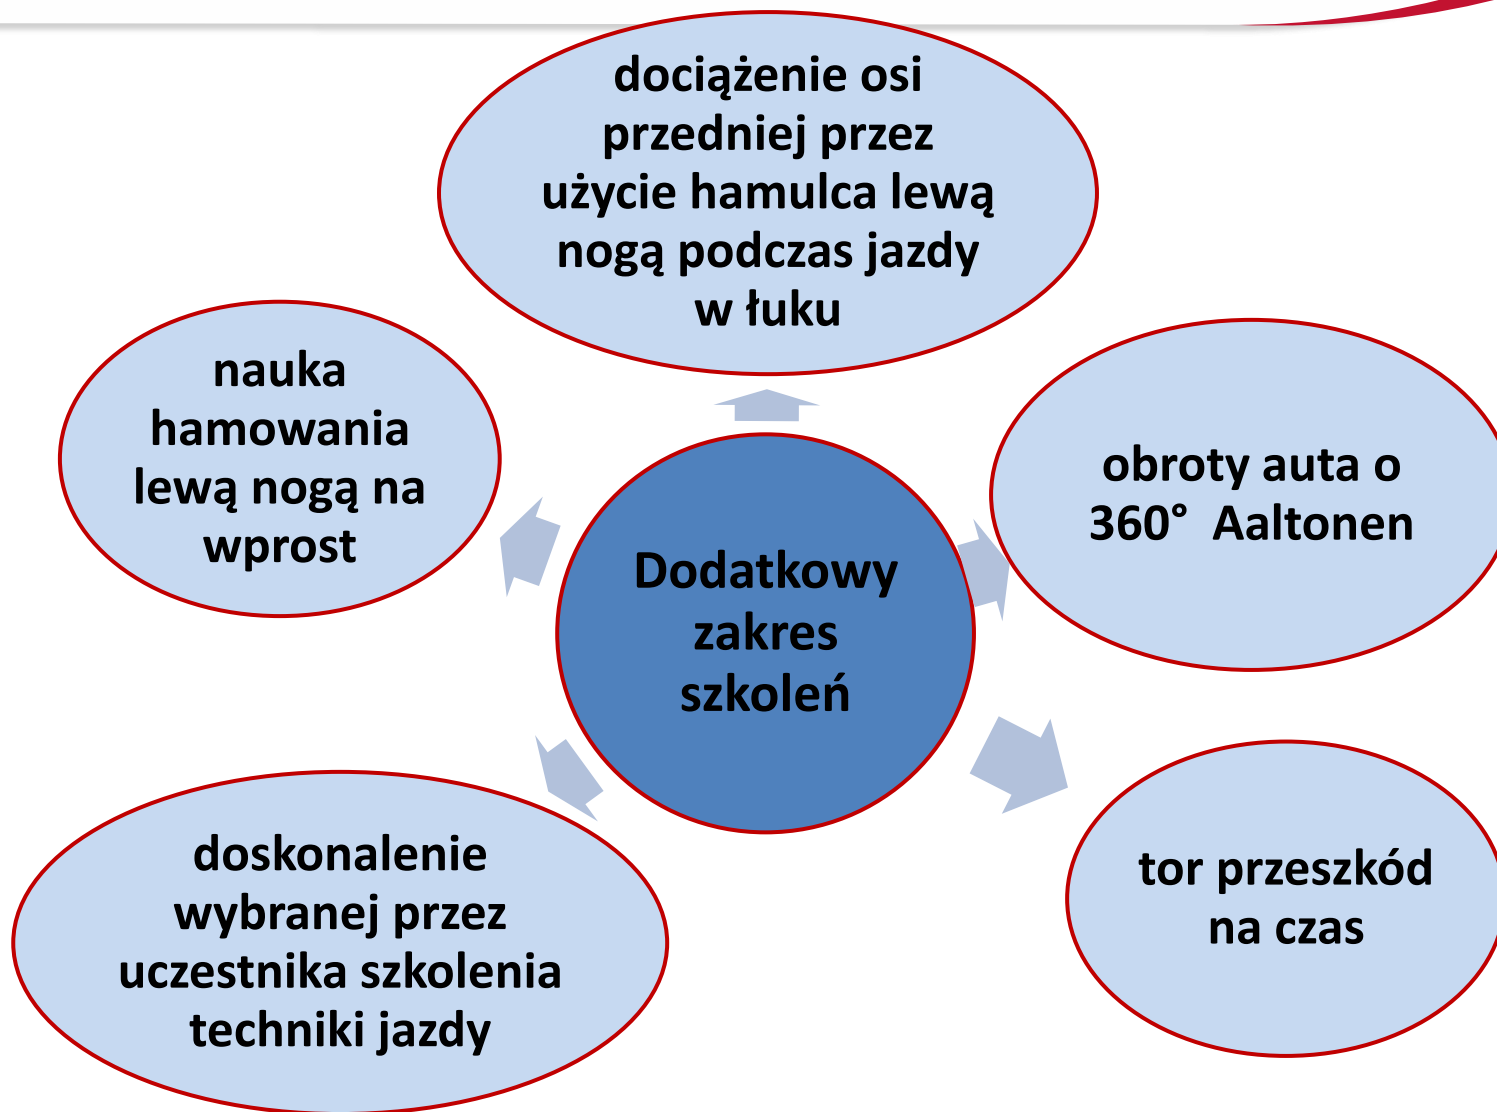 dociążenie osi
przedniej przez
użycie hamulca lewą
nogą podczas jazdy
w łuku
nauka
hamowania
lewą nogą na
wprost
obroty auta o
360° Aaltonen
Dodatkowy
zakres
szkoleń
doskonalenie
wybranej przez
uczestnika szkolenia
techniki jazdy
tor przeszkód
na czas